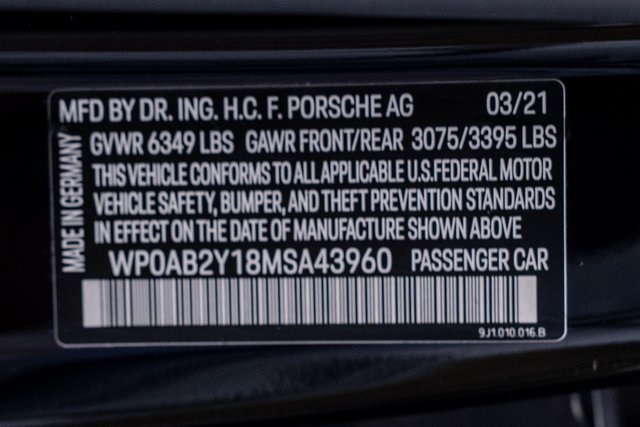 MFD BY DR. ING. H.C. F. PORSCHE AG 03/21
GVWR 6349 LBS GAWR FRONT/REAR 3075/3395 LBS
THIS VEHICLE CONFORMS TO ALL APPLICABLE U.S.FEDERAL MOTOR
VEHICLE SAFETY, BUMPER, AND THEFT PREVENTION STANDARDS
IN EFFECT ON THE DATE OF MANUFACTURE SHOWN ABOVE
WP0AB2Y18MSA43960 PASSENGER CAR
MADE IN GERMANY
9J1.010.016.B